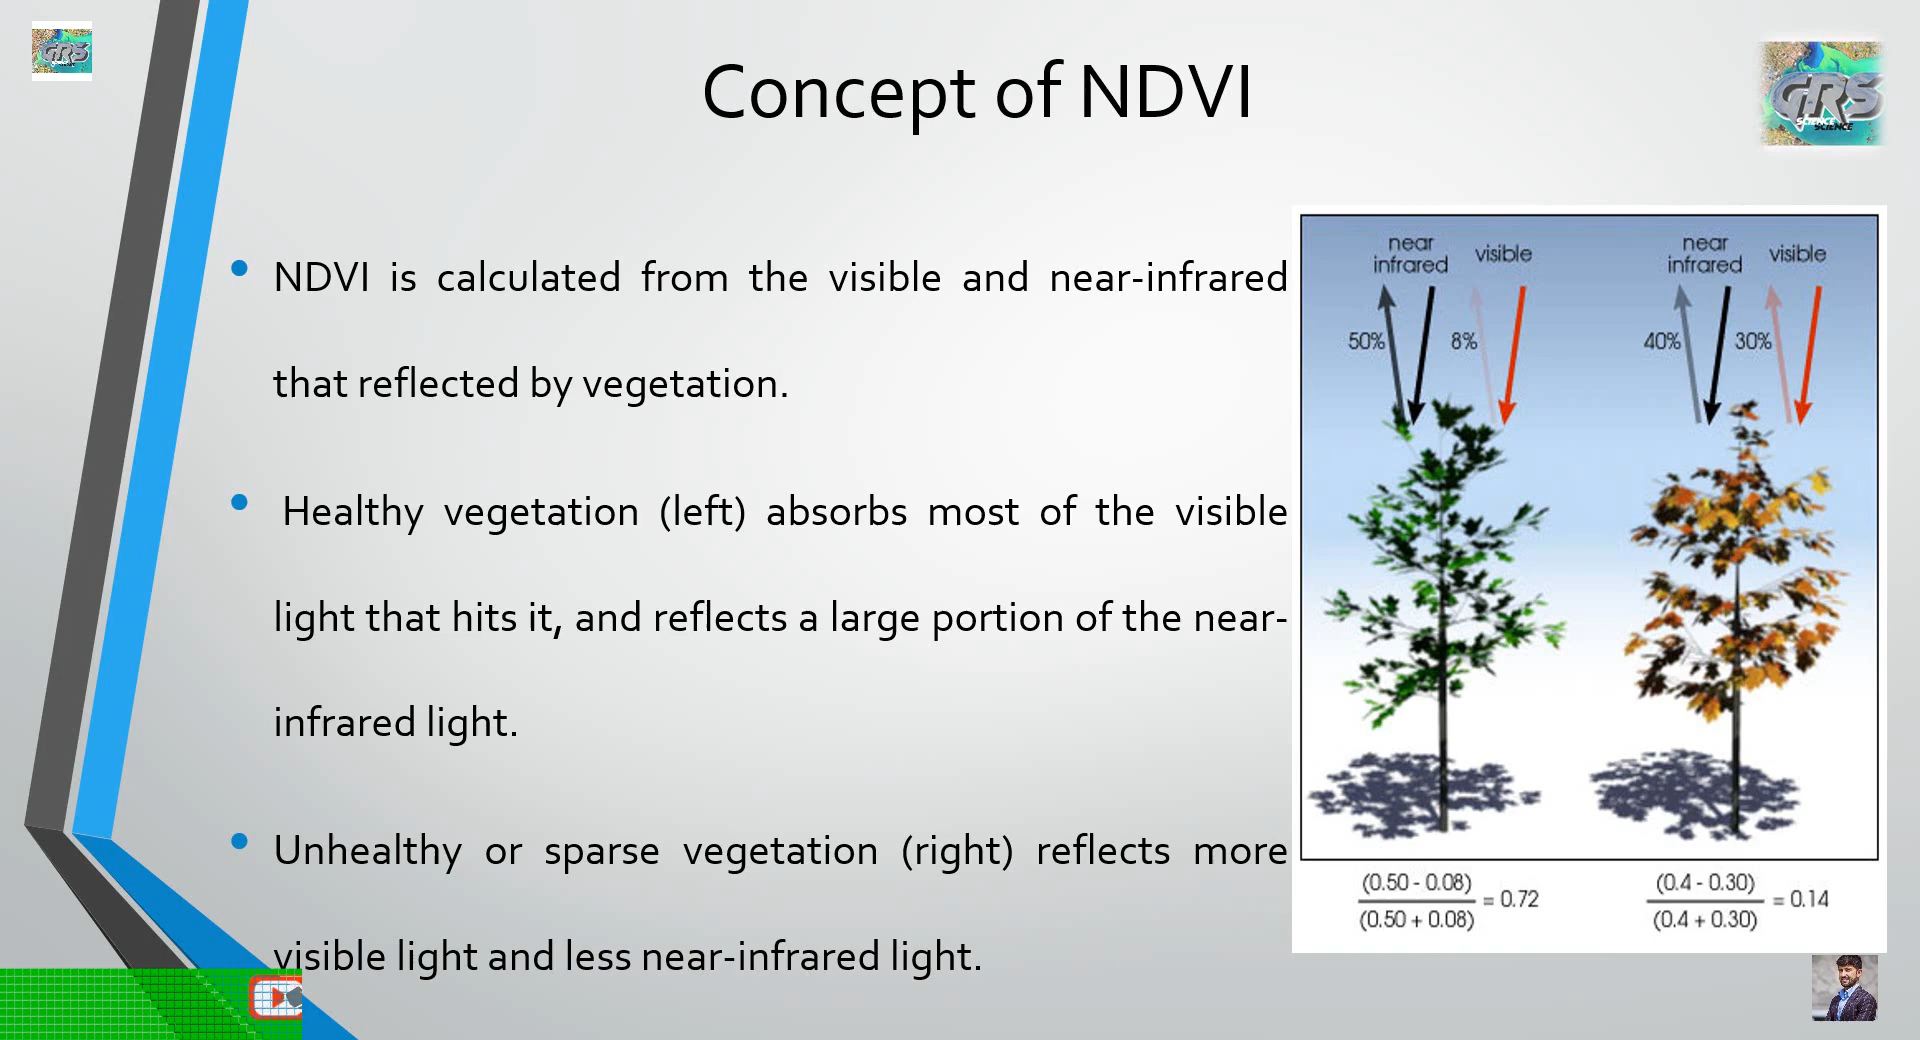 GRS
Concept of NDVI
GRS
SCIENCE
SCIENCE
• NDVI is calculated from the visible and near-infrared
that reflected by vegetation.
• Healthy vegetation (left) absorbs most of the visible
light that hits it, and reflects a large portion of the near-
infrared light.
• Unhealthy or sparse vegetation (right) reflects more
visible light and less near-infrared light.
near
infrared
visible
50%
8%
near
infrared
visible
40%
30%
(0.50 - 0.08)
(0.50 + 0.08)
= 0.72
(0.4 - 0.30)
(0.4 + 0.30)
= 0.14